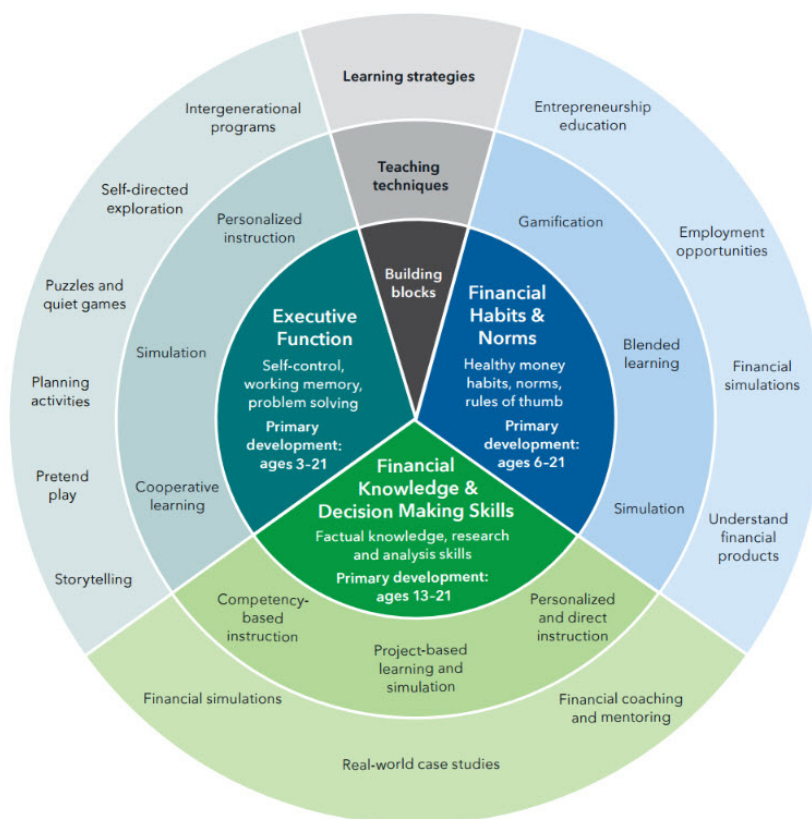 Learning strategies
Teaching
techniques
Building
blocks
Intergenerational
programs
Self-directed
exploration
Puzzles and
quiet games
Planning
activities
Pretend
play
Storytelling
Personalized
instruction
Simulation
Cooperative
learning
Executive
Function
Self-control,
working memory,
problem solving
Primary
development:
ages 3–21
Financial
Habits &
Norms
Healthy money
habits, norms,
rules of thumb
Primary
development:
ages 6–21
Gamification
Blended
learning
Simulation
Entrepreneurship
education
Employment
opportunities
Financial
simulations
Understand
financial
products
Financial
Knowledge &
Decision Making Skills
Factual knowledge, research
and analysis skills
Primary development:
ages 13–21
Competency-
based
instruction
Project-based
learning and
simulation
Personalized
and direct
instruction
Financial simulations
Real-world case studies
Financial coaching
and mentoring